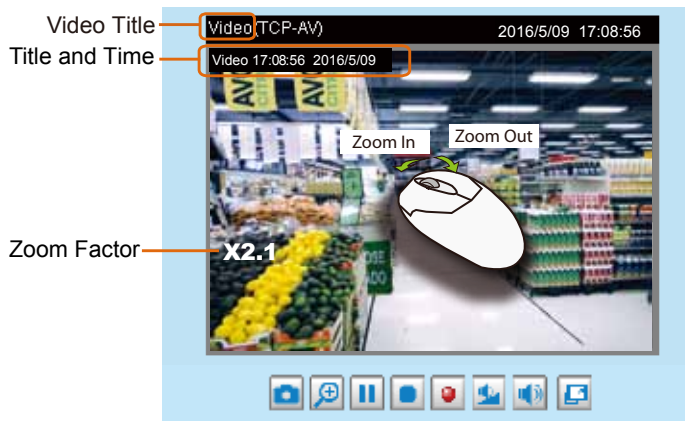 Video Title
Video(TCP-AV) 2016/5/09 17:08:56
Title and Time
Video 17:08:56 2016/5/09
Zoom In
Zoom Out
Zoom Factor
X2.1